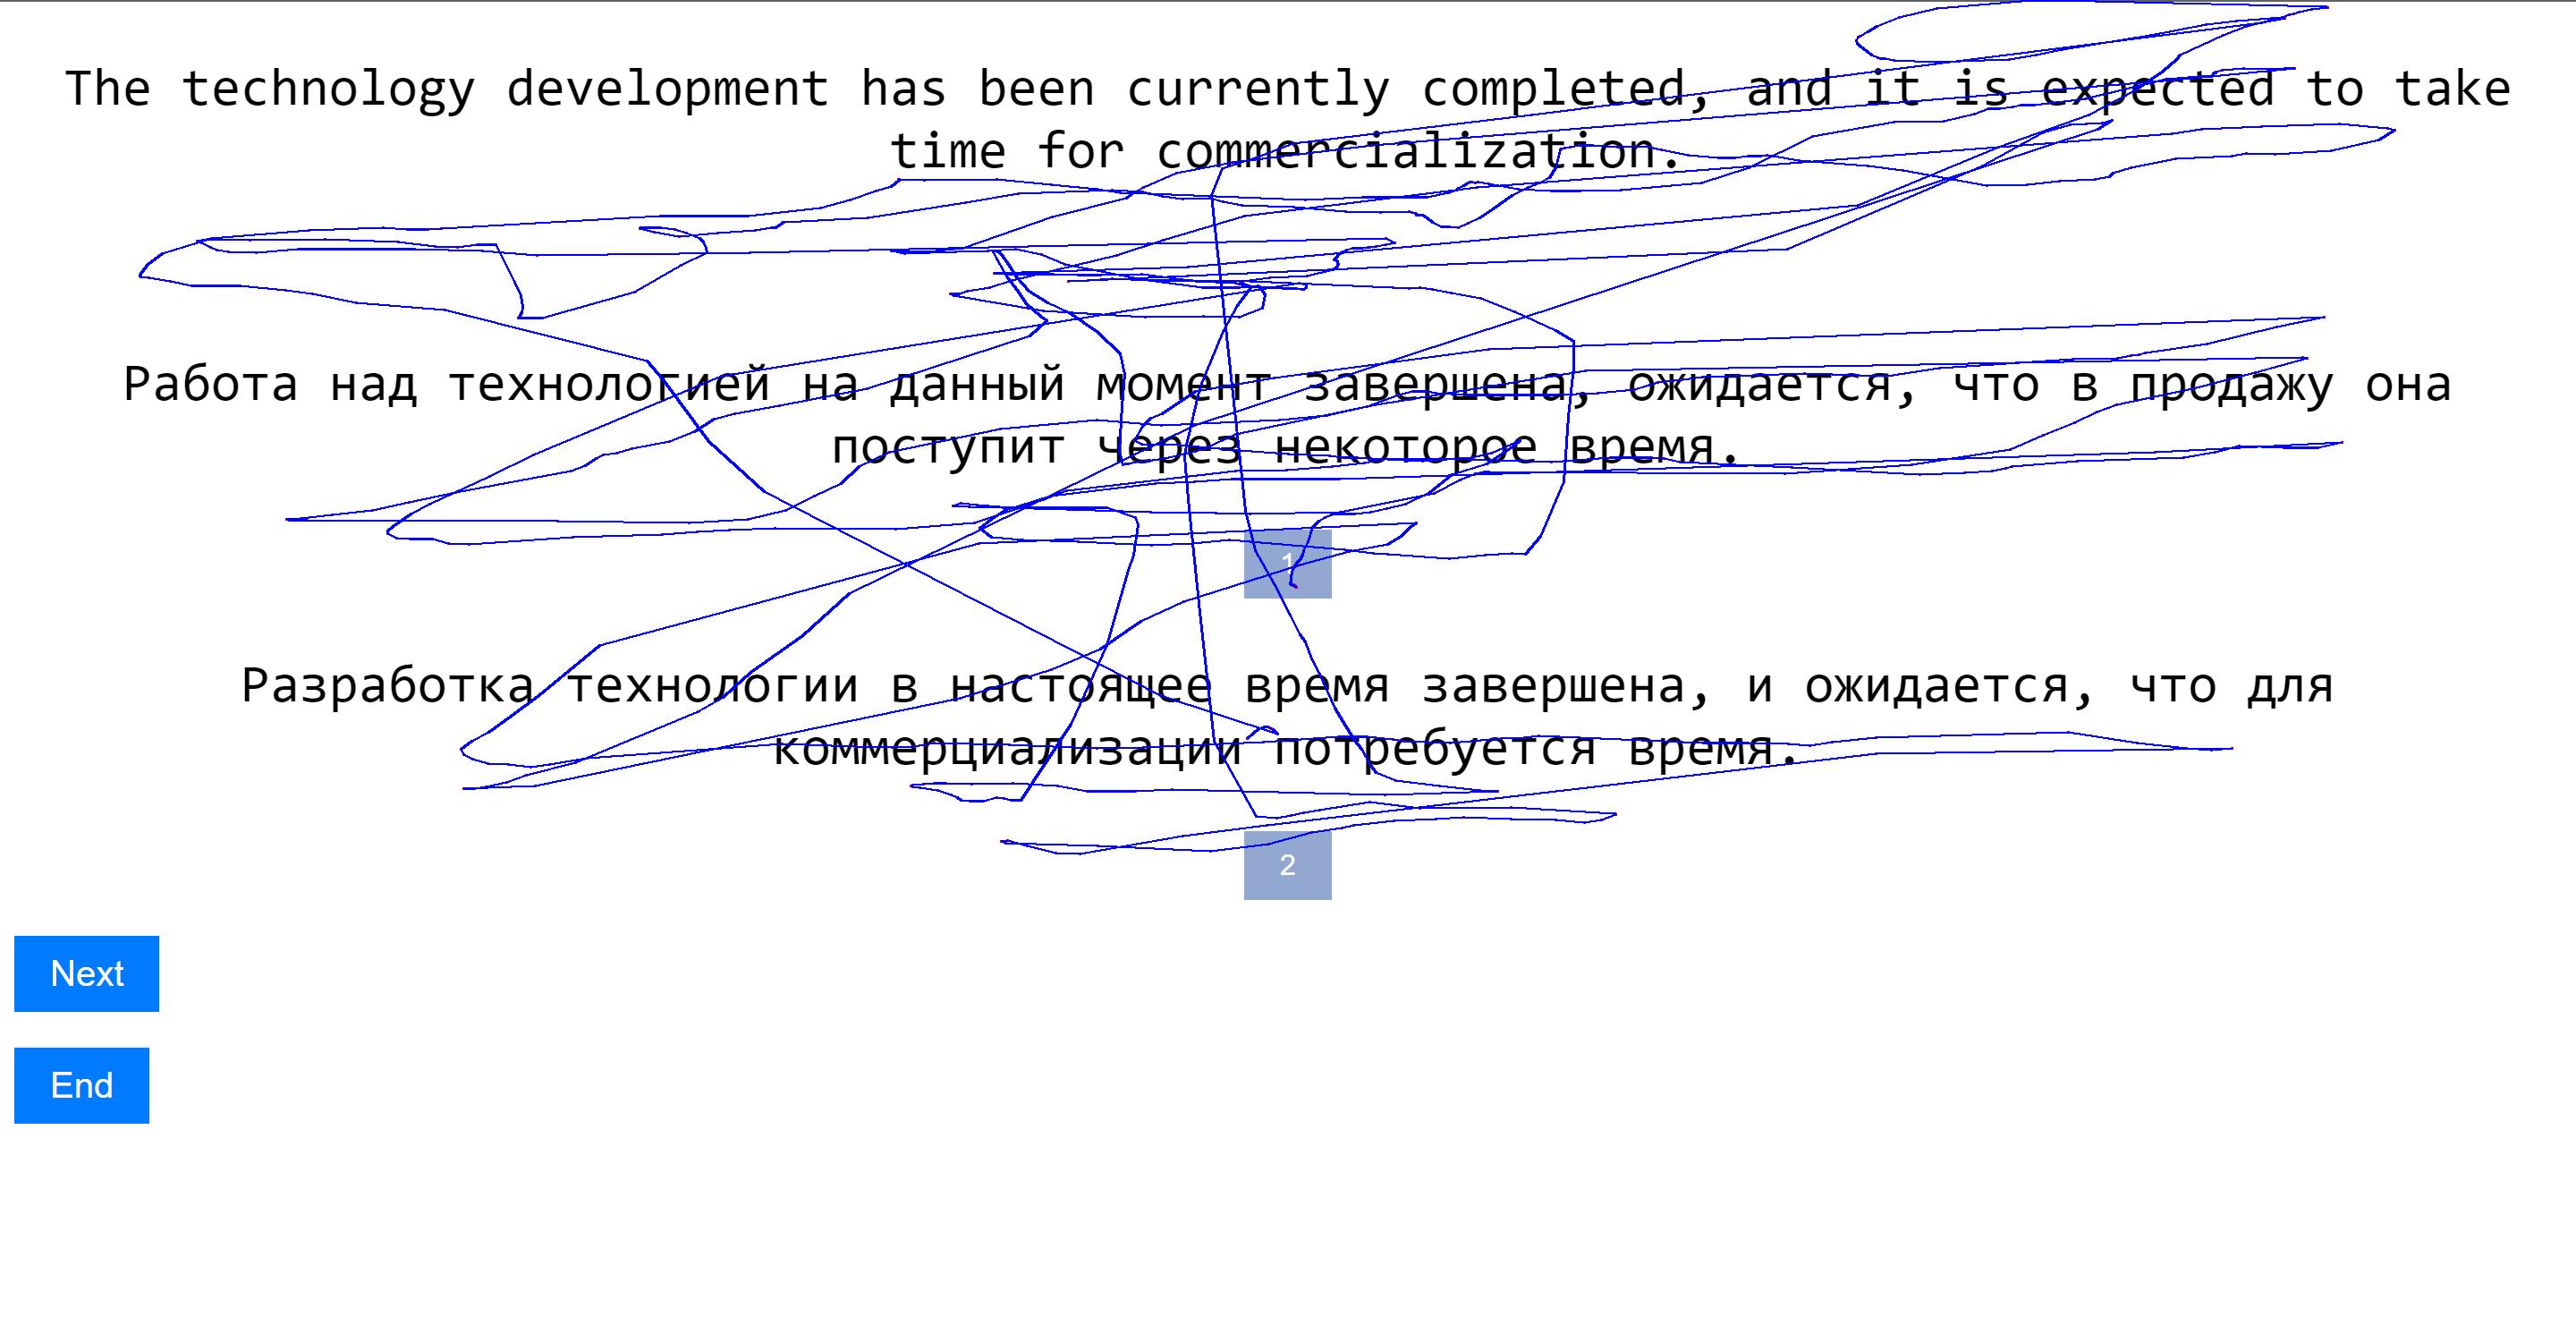 The technology development has been currently completed, and it is expected to take
time for commercialization.
Работа над технологией на данный момент завершена, ожидается, что в продажу она
поступит через некоторое время.
1
Разработка технологии в настоящее время завершена, и ожидается, что для
коммерциализации потребуется время.
2
Next
End